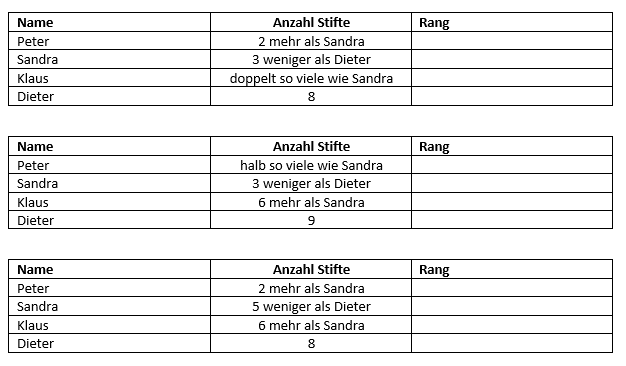 Name Anzahl Stifte Rang
Peter 2 mehr als Sandra
Sandra 3 weniger als Dieter
Klaus doppelt so viele wie Sandra
Dieter 8
Name Anzahl Stifte Rang
Peter halb so viele wie Sandra
Sandra 3 weniger als Dieter
Klaus 6 mehr als Sandra
Dieter 9
Name Anzahl Stifte Rang
Peter 2 mehr als Sandra
Sandra 5 weniger als Dieter
Klaus 6 mehr als Sandra
Dieter 8